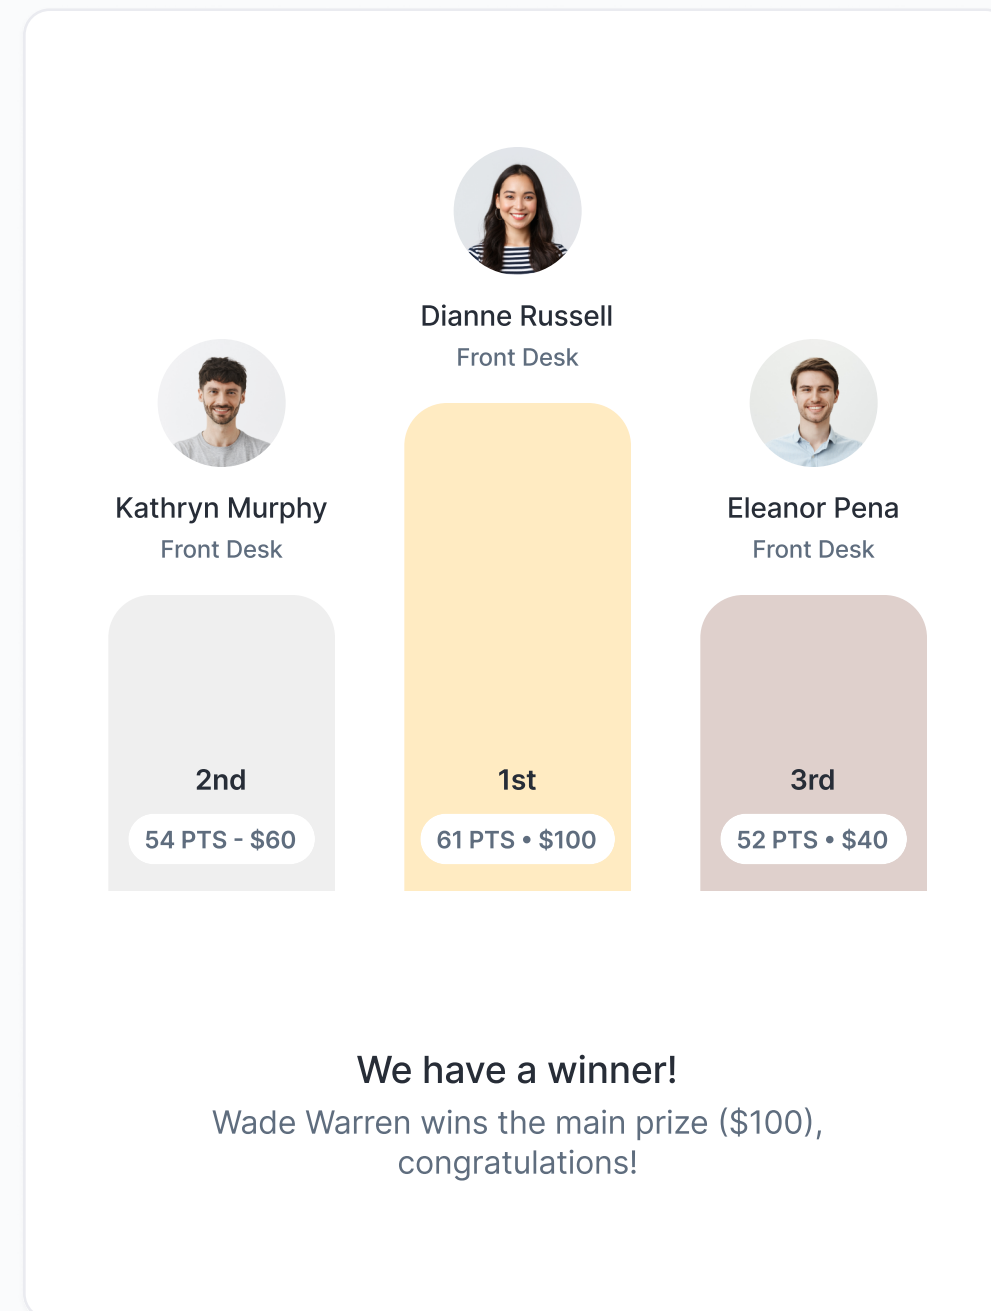 Dianne Russell
Front Desk
Kathryn Murphy
Front Desk
Eleanor Pena
Front Desk
2nd
54 PTS - $60
1st
61 PTS • $100
3rd
52 PTS • $40
We have a winner!
Wade Warren wins the main prize ($100),
congratulations!